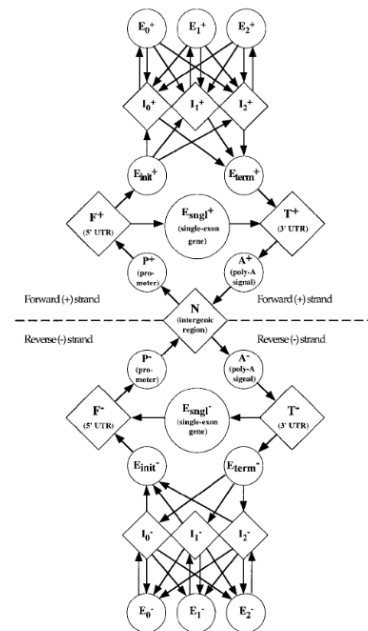 E₀⁺ E₁⁺ E₂⁺
I₀⁺ I₁⁺ I₂⁺
Einit⁺ Eterm⁺
F⁺
(5' UTR)
Esngl⁺
(single-exon
gene)
T⁺
(3' UTR)
P⁺
(pro-
moter)
A⁺
(poly-A
signal)
Forward (+) strand
N
(intergenic
region)
Forward (+) strand
Reverse (-) strand
Reverse (-) strand
P⁻
(pro-
moter)
A⁻
(poly-A
signal)
F⁻
(5' UTR)
Esngl⁻
(single-exon
gene)
T⁻
(3' UTR)
Einit⁻ Eterm⁻
I₀⁻ I₁⁻ I₂⁻
E₀⁻ E₁⁻ E₂⁻